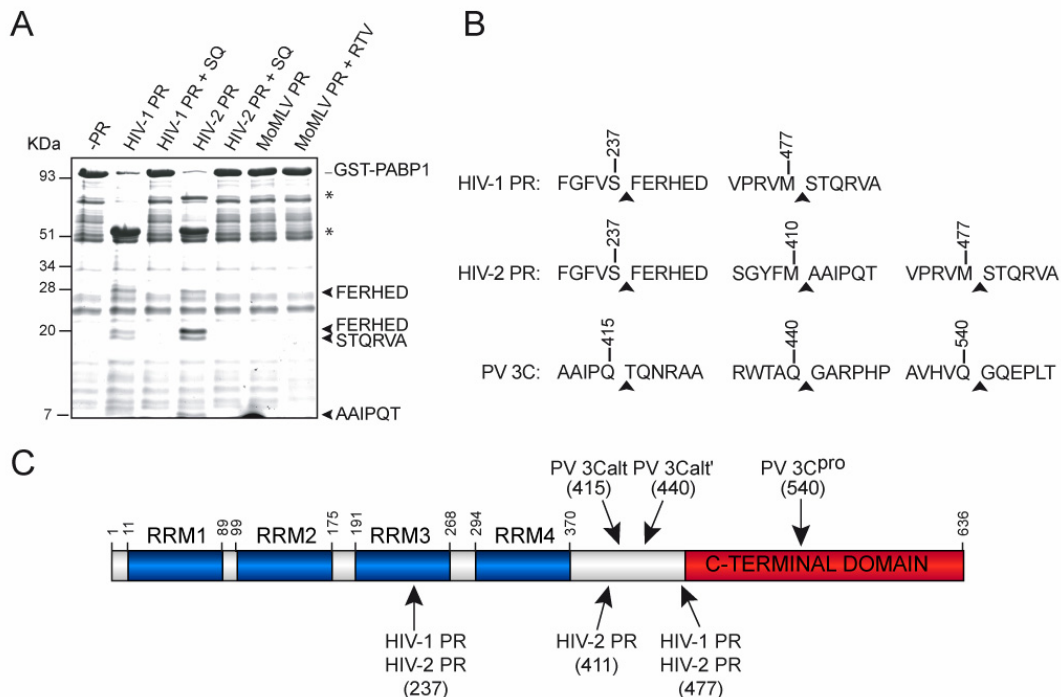 A
-PR
HIV-1 PR
HIV-1 PR + SQ
HIV-2 PR
HIV-2 PR + SQ
MoMLV PR
MoMLV PR + RTV
KDa
93
51
34
28
20
7
GST-PABP1
*
*
FERHED
FERHED
STQRVA
AAIPQT
B
237 477
HIV-1 PR: FGFVS FERHED VPRVM STQRVA
237 410 477
HIV-2 PR: FGFVS FERHED SGYFM AAIPQT VPRVM STQRVA
415 440 540
PV 3C: AAIPQ TQNRAA RWTAQ GARPHP AVHVQ GQEPLT
C
PV 3Calt PV 3Calt' PV 3Cpro
(415) (440) (540)
1 11 89 99 175 191 268 294 370 636
RRM1 RRM2 RRM3 RRM4
C-TERMINAL DOMAIN
HIV-1 PR HIV-2 PR HIV-1 PR
HIV-2 PR (411) HIV-2 PR
(237) (477)